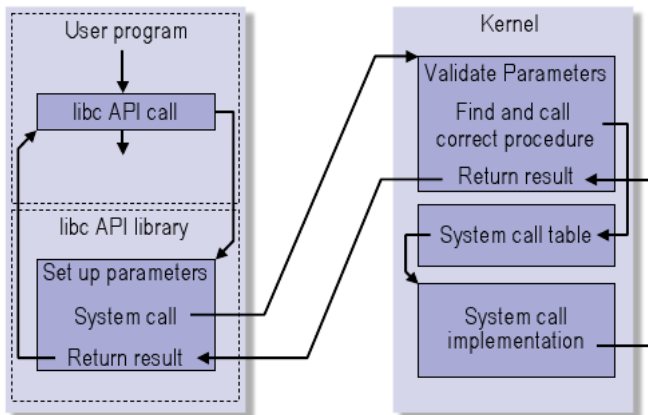 User program
libc API call
libc API library
Set up parameters
System call
Return result
Kernel
Validate Parameters
Find and call
correct procedure
Return result
System call table
System call
implementation